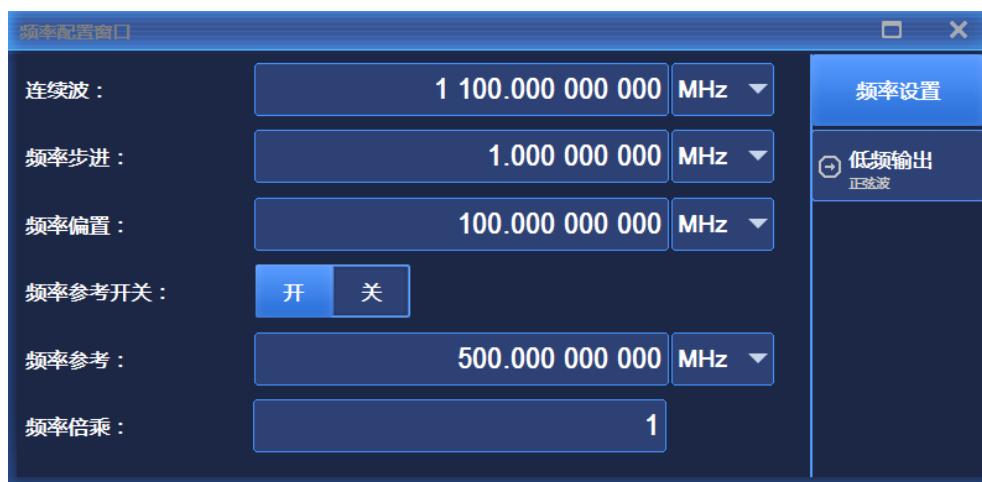 频率配置窗口
连续波： 1 100.000 000 000 MHz
频率设置
频率步进： 1.000 000 000 MHz
低频输出
正弦波
频率偏置： 100.000 000 000 MHz
频率参考开关： 开 关
频率参考： 500.000 000 000 MHz
频率倍乘： 1